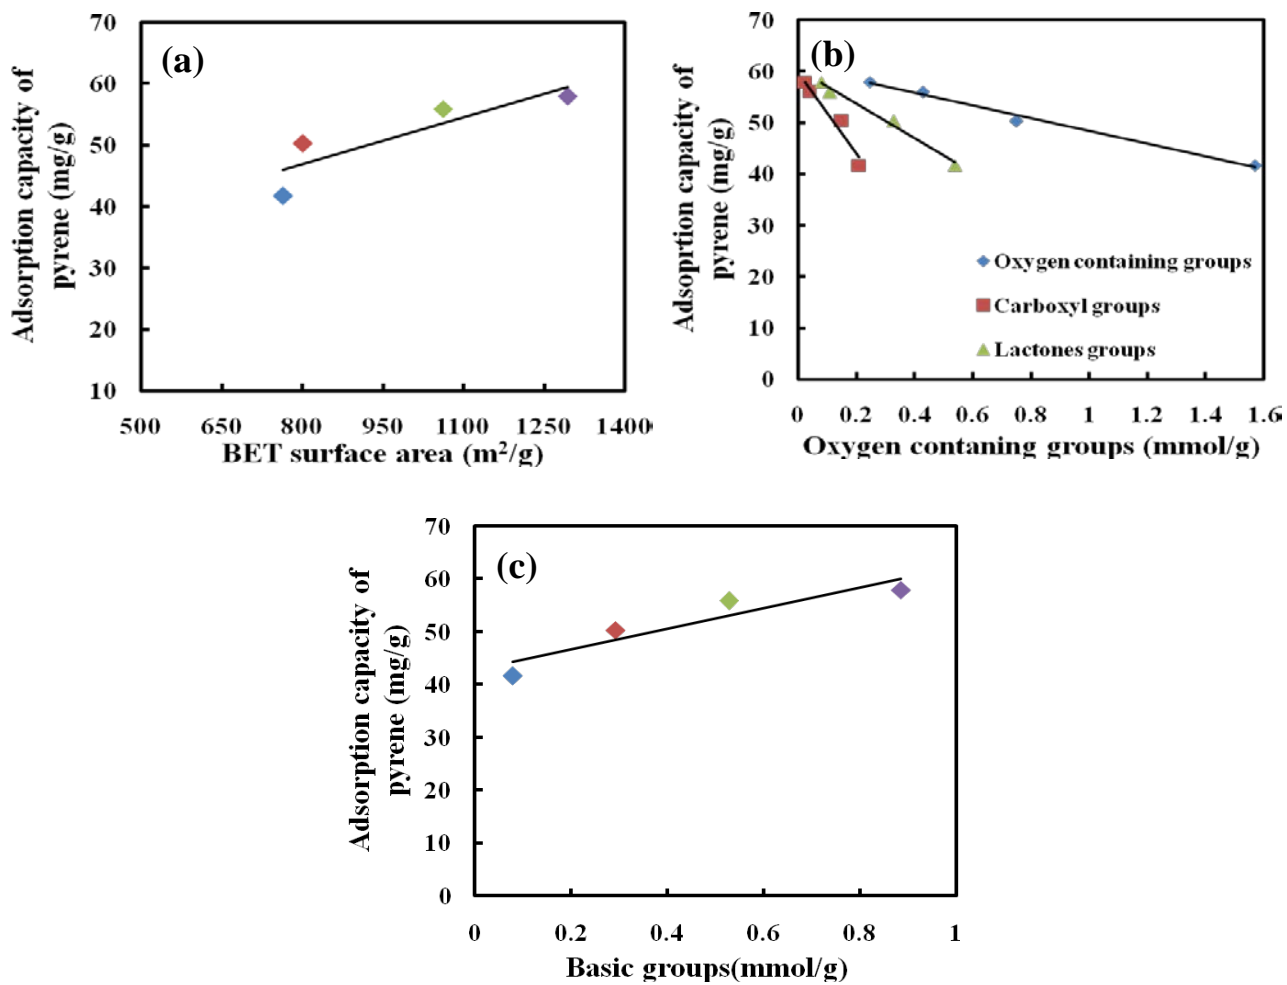 (a)
Adsorption capacity of
pyrene (mg/g)
70
60
50
40
30
20
10
500 650 800 950 1100 1250 1400
BET surface area (m²/g)
(b)
Adsoprtion capacity of
pyrene (mg/g)
70
60
50
40
30
20
10
0
Oxygen containing groups
Carboxyl groups
Lactones groups
0 0.2 0.4 0.6 0.8 1 1.2 1.4 1.6
Oxygen contaning groups (mmol/g)
(c)
Adsorption capacity of
pyrene (mg/g)
70
60
50
40
30
20
10
0
0 0.2 0.4 0.6 0.8 1
Basic groups(mmol/g)